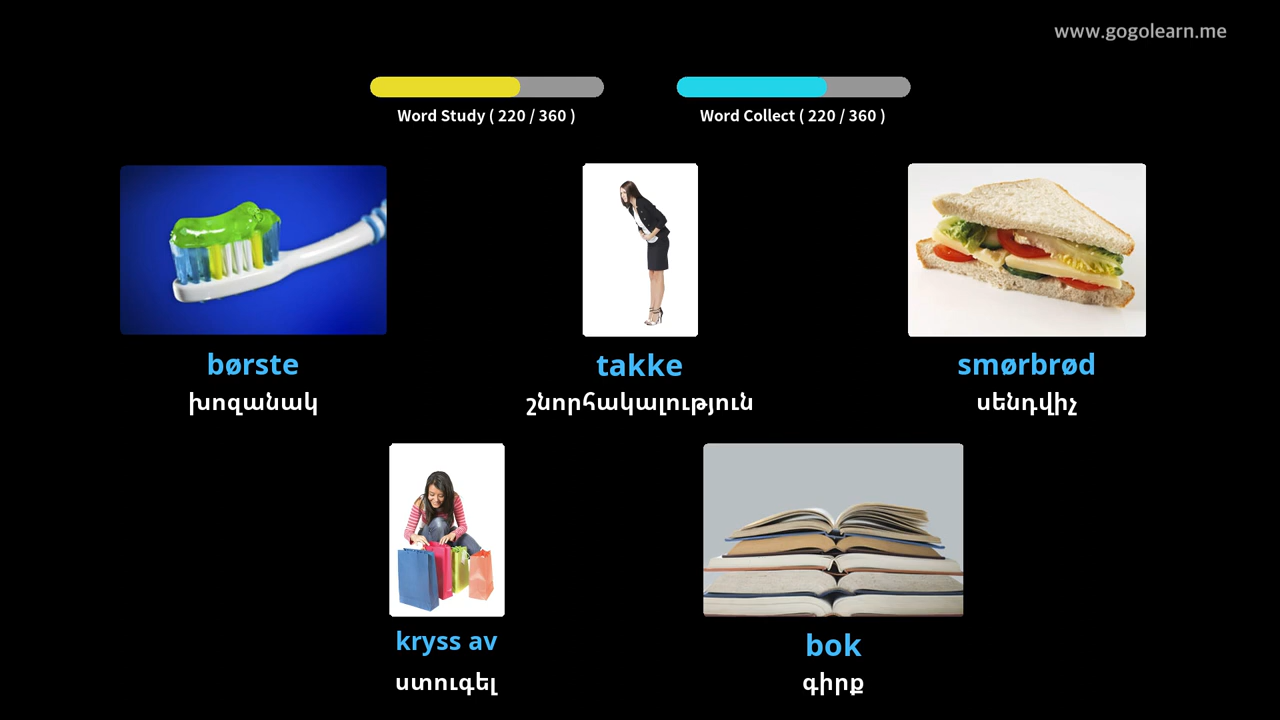 www.gogolearn.me
Word Study ( 220 / 360 )
Word Collect ( 220 / 360 )
børste
takke
smørbrød
խոզանակ
շնորհակալություն
սենդվիչ
kryss av
bok
ստուգել
գիրք